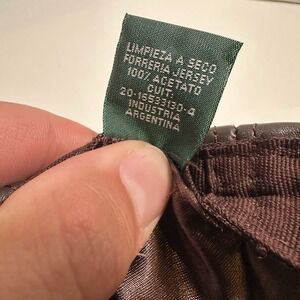 LIMPIEZA A SECO
FORRERIA JERSEY
100% ACETATO
CUIT:
20-15533130-4
INDUSTRIA
ARGENTINA